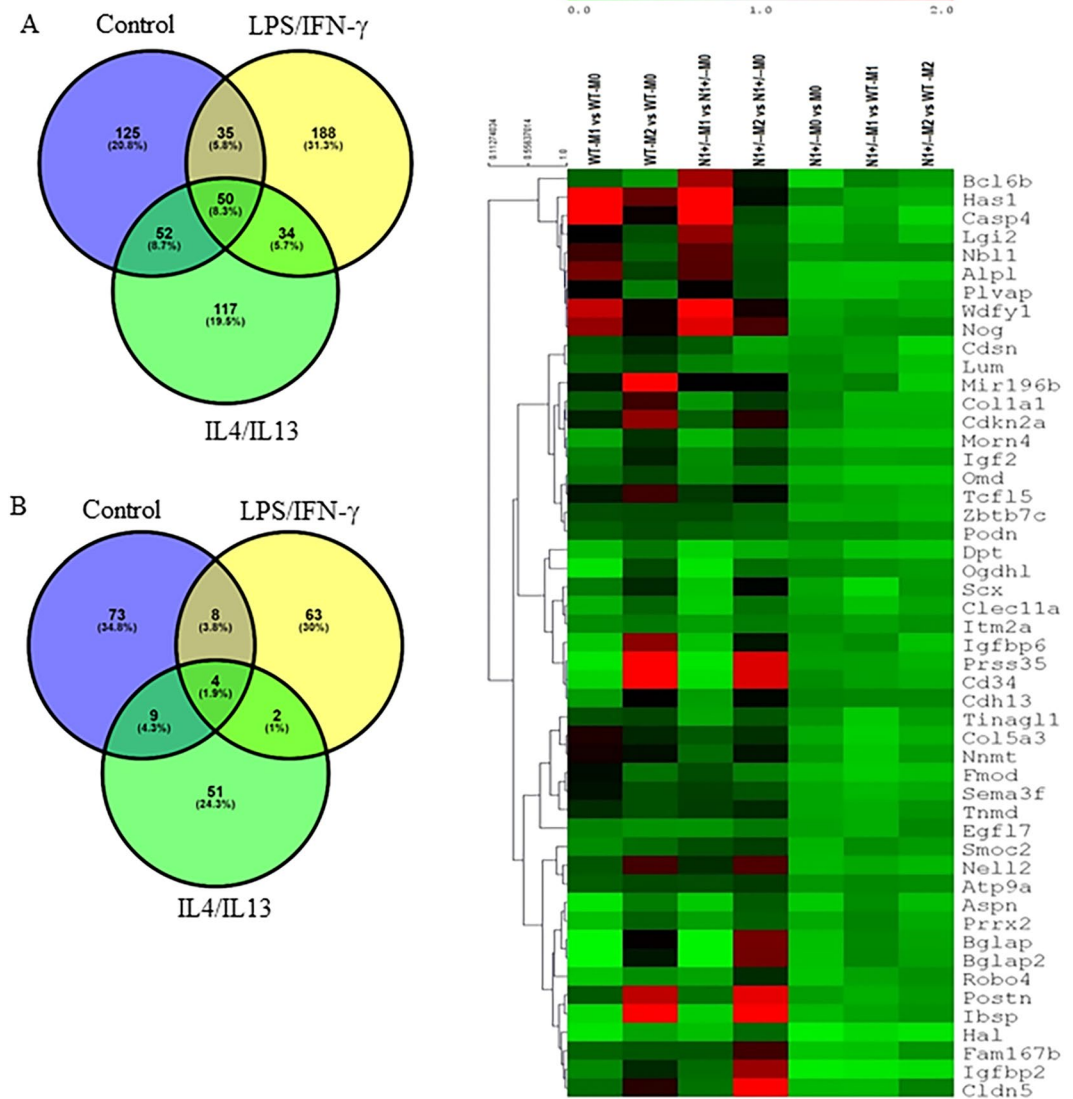 A
Control
LPS/IFN-γ
125
(20.8%)
35
(5.8%)
188
(31.3%)
50
(8.3%)
52
(8.7%)
34
(5.7%)
117
(19.5%)
IL4/IL13
B
Control
LPS/IFN-γ
73
(34.8%)
8
(3.8%)
63
(30%)
4
(1.9%)
9
(4.3%)
2
(1%)
51
(24.3%)
IL4/IL13
0.0
1.0
2.0
0.11274034
0.55637014
1.0
WT-M1 vs WT-M0
WT-M2 vs WT-M0
N1+/--M1 vs N1+/--M0
N1+/--M2 vs N1+/--M0
N1+/--M0 vs M0
N1+/--M1 vs WT-M1
N1+/--M2 vs WT -M2
Bcl6b
Has1
Casp4
Lgi2
Nbl1
Alpl
Plvap
Wdfy1
Nog
Cdsn
Lum
Mir196b
Col1a1
Cdkn2a
Morn4
Igf2
Omd
Tcfl5
Zbtb7c
Podn
Dpt
Ogdhl
Scx
Clec11a
Itm2a
Igfbp6
Prss35
Cd34
Cdh13
Tinagl1
Col5a3
Nnmt
Fmod
Sema3f
Tnmd
Egfl7
Smoc2
Nell2
Atp9a
Aspn
Prrx2
Bglap
Bglap2
Robo4
Postn
Ibsp
Hal
Fam167b
Igfbp2
Cldn5